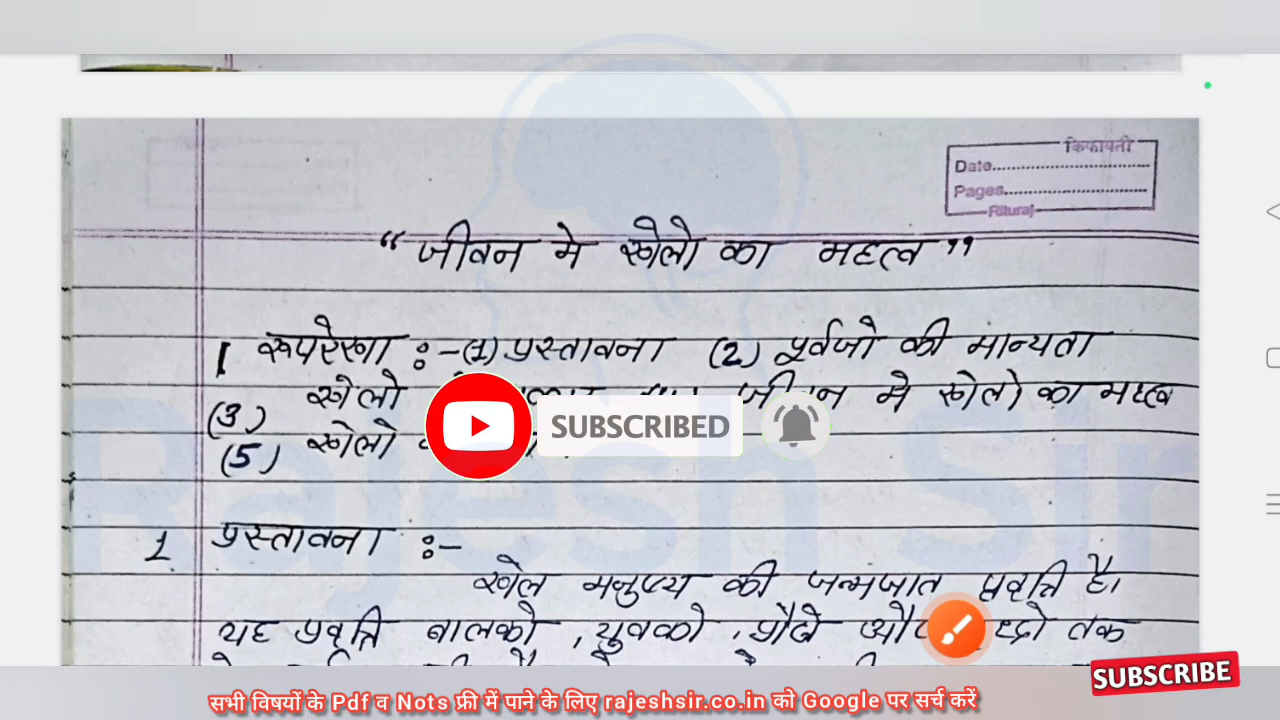 किफायती
Date
Pages
Rituraj
“जीवन मे खेलो का महत्व”
रूपरेखा :- (1) प्रस्तावना (2) पूर्वजो की मान्यता
(3) खेलो मे खेलो का महत्व
(5) खेलो
SUBSCRIBED
Rajesh Sir
1 प्रस्तावना :-
खेल मनुष्य की जन्मजात प्रवृत्ति है।
यह प्रवृत्ति बालको , युवको , प्रौढो तक
SUBSCRIBE
सभी विषयों के Pdf व Nots फ्री में पाने के लिए rajeshsir.co.in को Google पर सर्च करें